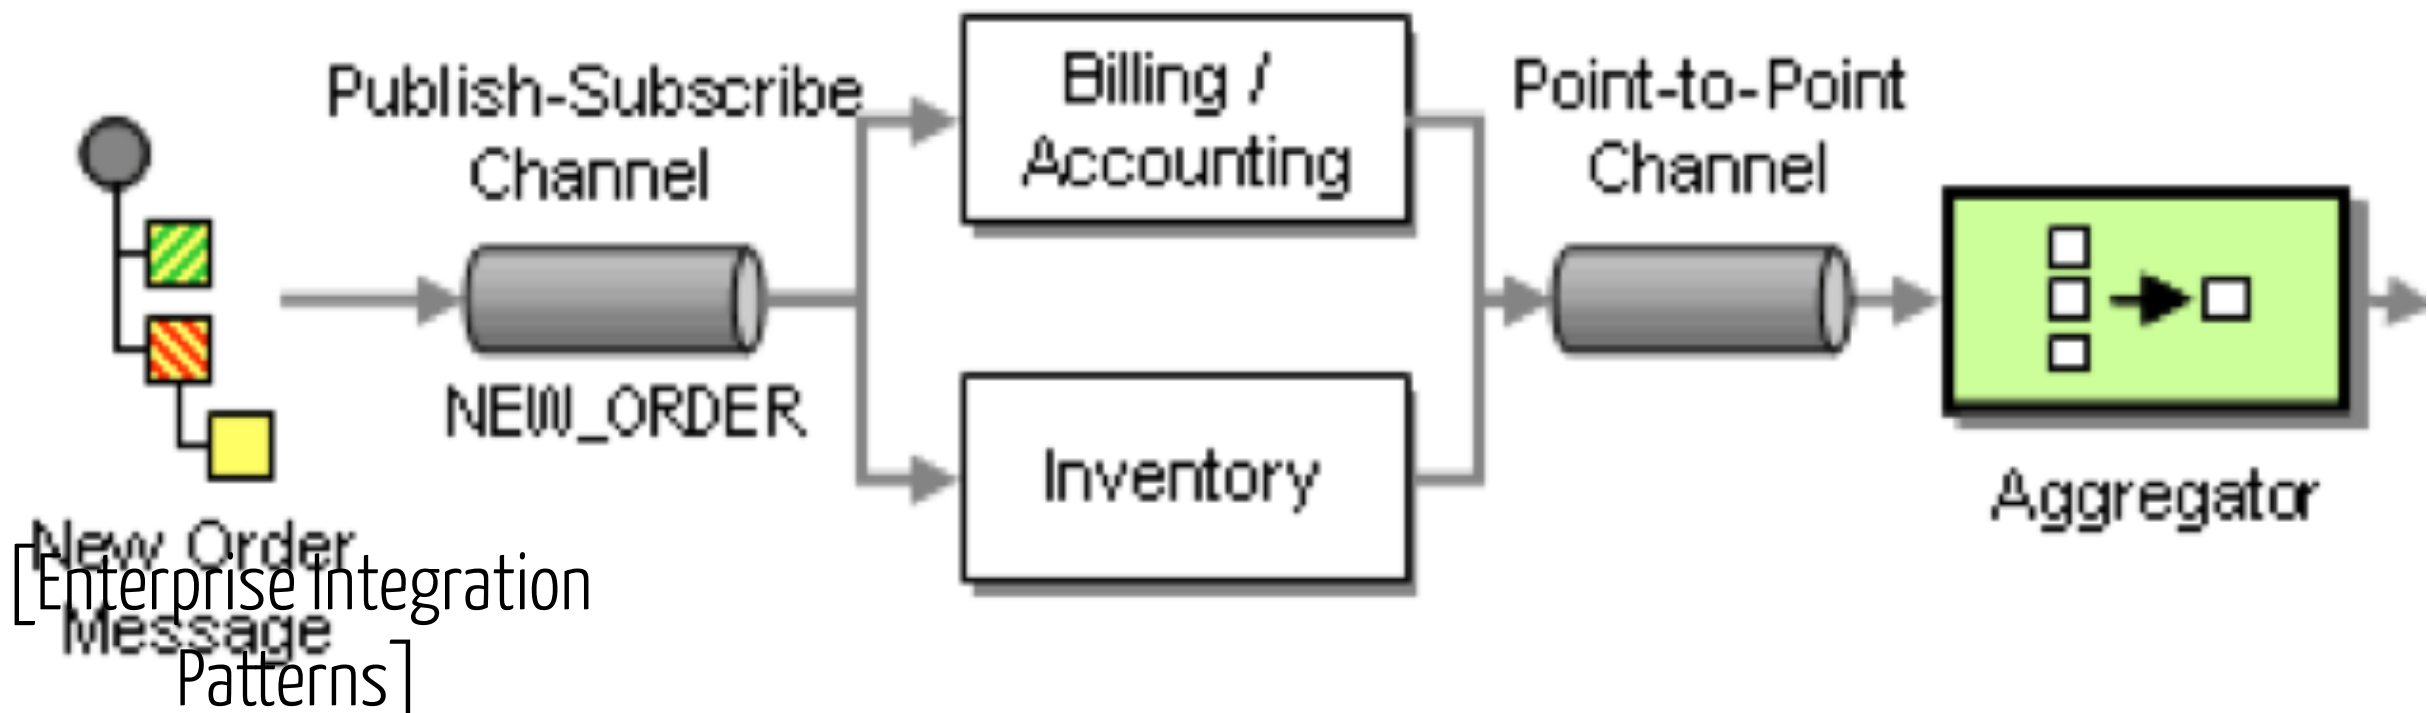 Publish-Subscribe
Channel
NEW_ORDER
Billing /
Accounting
Inventory
Point-to-Point
Channel
Aggregator
New Order
Message
[Enterprise Integration
Patterns]